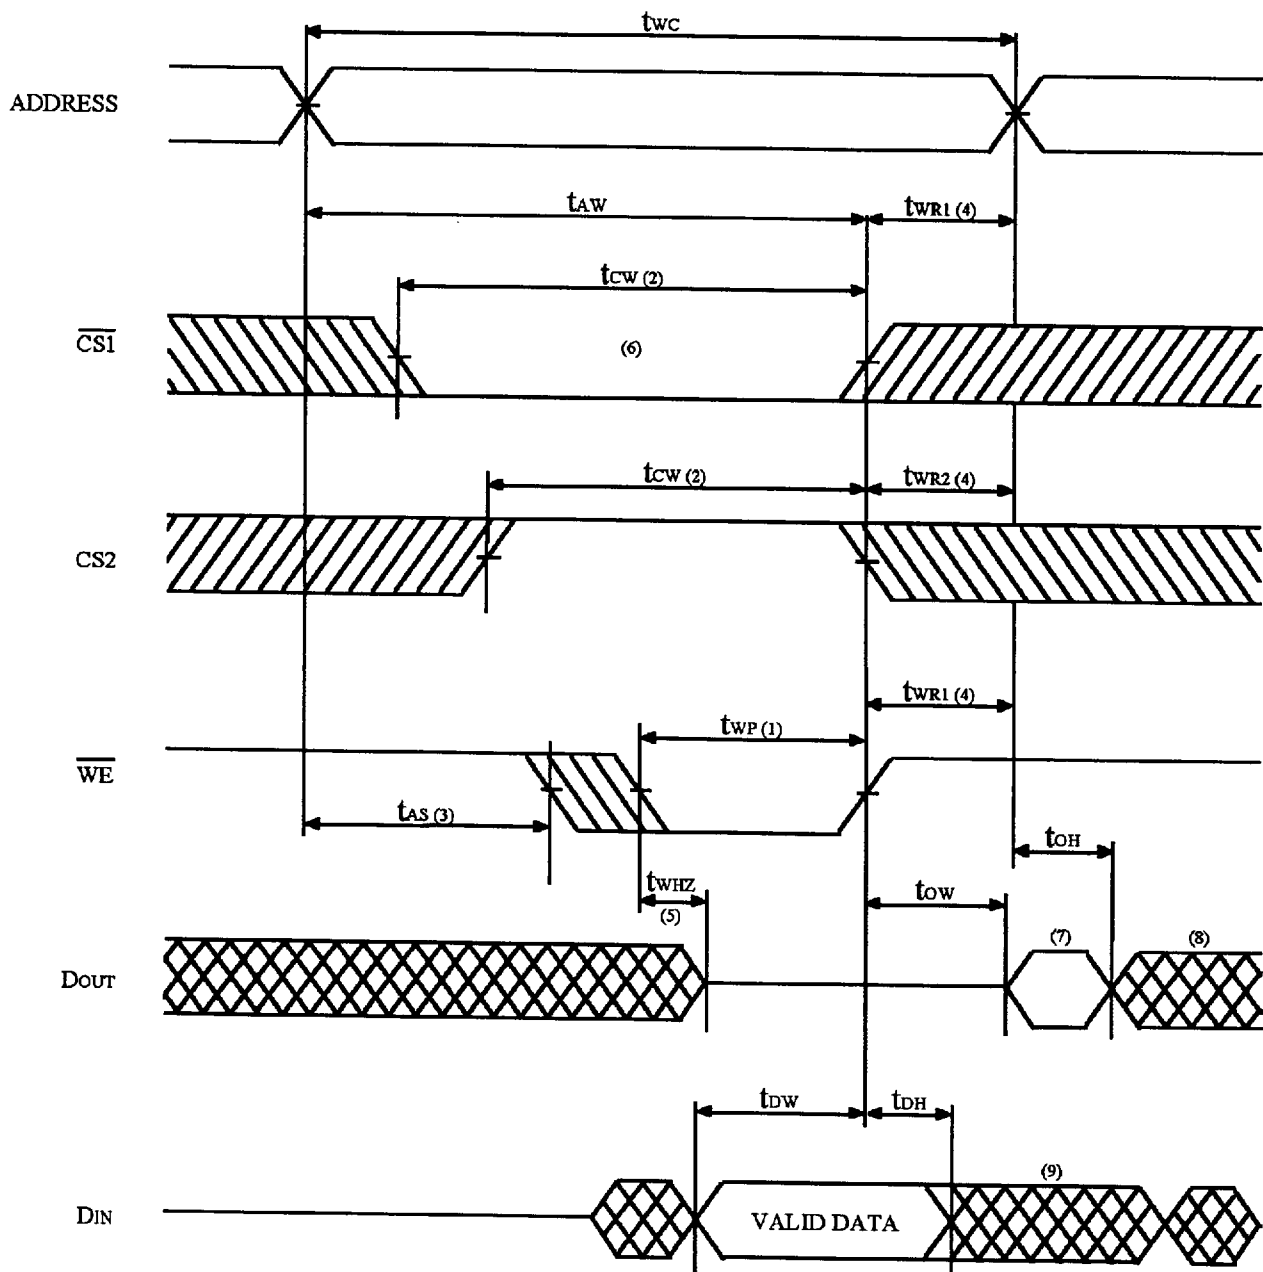 tWC
ADDRESS
tAW
tWR1 (4)
tCW (2)
CS1
(6)
tCW (2)
tWR2 (4)
CS2
tWR1 (4)
tWP (1)
WE
tAS (3)
tOH
tWHZ
(5)
tOW
(7)
(8)
DOUT
tDW
tDH
(9)
DIN
VALID DATA